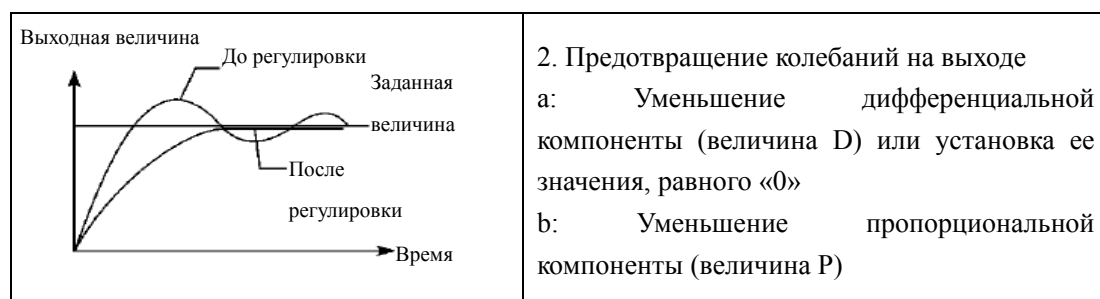 Выходная величина
До регулировки
Заданная
величина
После
регулировки
Время
2. Предотвращение колебаний на выходе
a: Уменьшение дифференциальной
компоненты (величина D) или установка ее
значения, равного «0»
b: Уменьшение пропорциональной
компоненты (величина P)